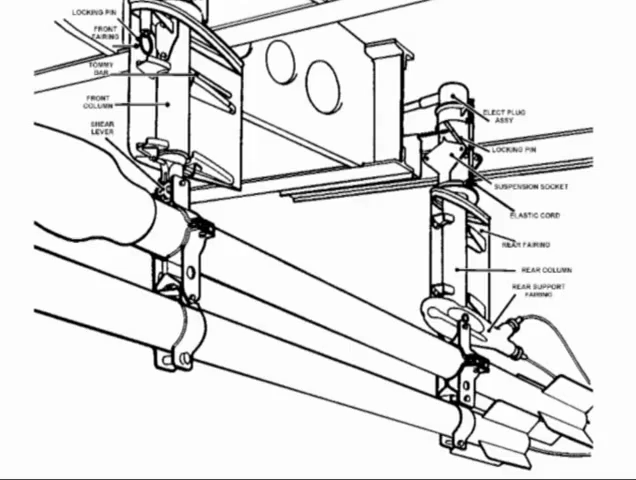 LOCKING PIN
FRONT
FAIRING
TOMMY
BAR
FRONT
COLUMN
SHEAR
LEVER
ELECT PLUG
ASSY
LOCKING PIN
SUSPENSION SOCKET
ELASTIC CORD
REAR FAIRING
REAR COLUMN
REAR SUPPORT
FAIRING